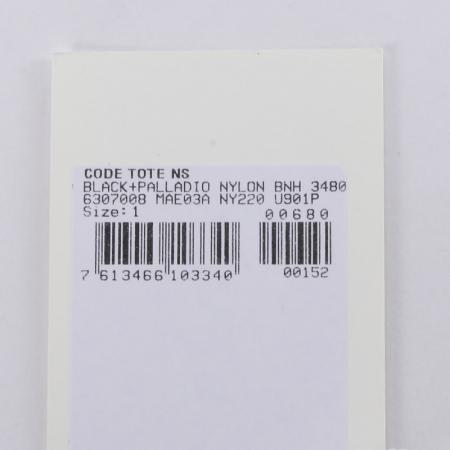 CODE TOTE NS
BLACK+PALLADIO NYLON BNH 3480
6307008 MAE03A NY220 U901P
Size: 1
00680
7 613466 103340
00152